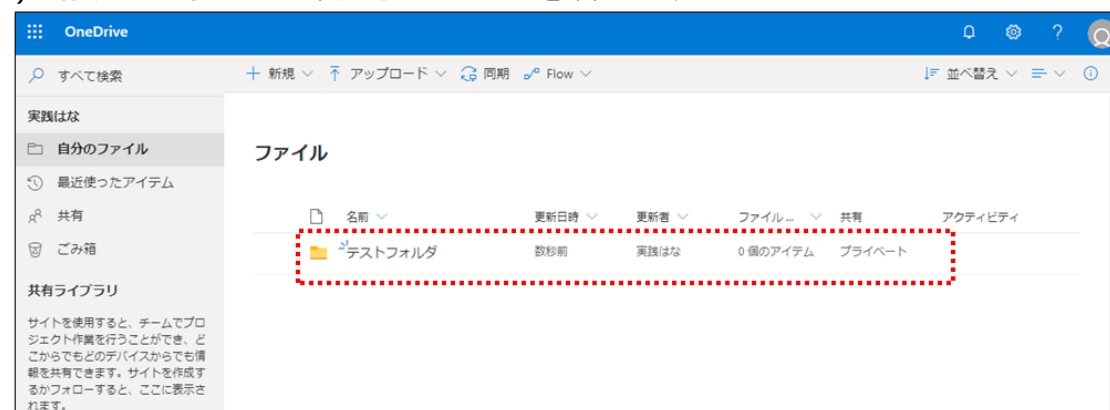 OneDrive
?
すべて検索
+ 新規 アップロード 同期 Flow 並べ替え
実践はな
自分のファイル
ファイル
最近使ったアイテム
共有
ごみ箱
名前 更新日時 更新者 ファイル... 共有 アクティビティ
テストフォルダ 数秒前 実践はな 0 個のアイテム プライベート
共有ライブラリ
サイトを使用すると、チームでプロ
ジェクト作業を行うことができ、ど
こからでもどのデバイスからでも情
報を共有できます。サイトを作成す
るかフォローすると、ここに表示さ
れます。